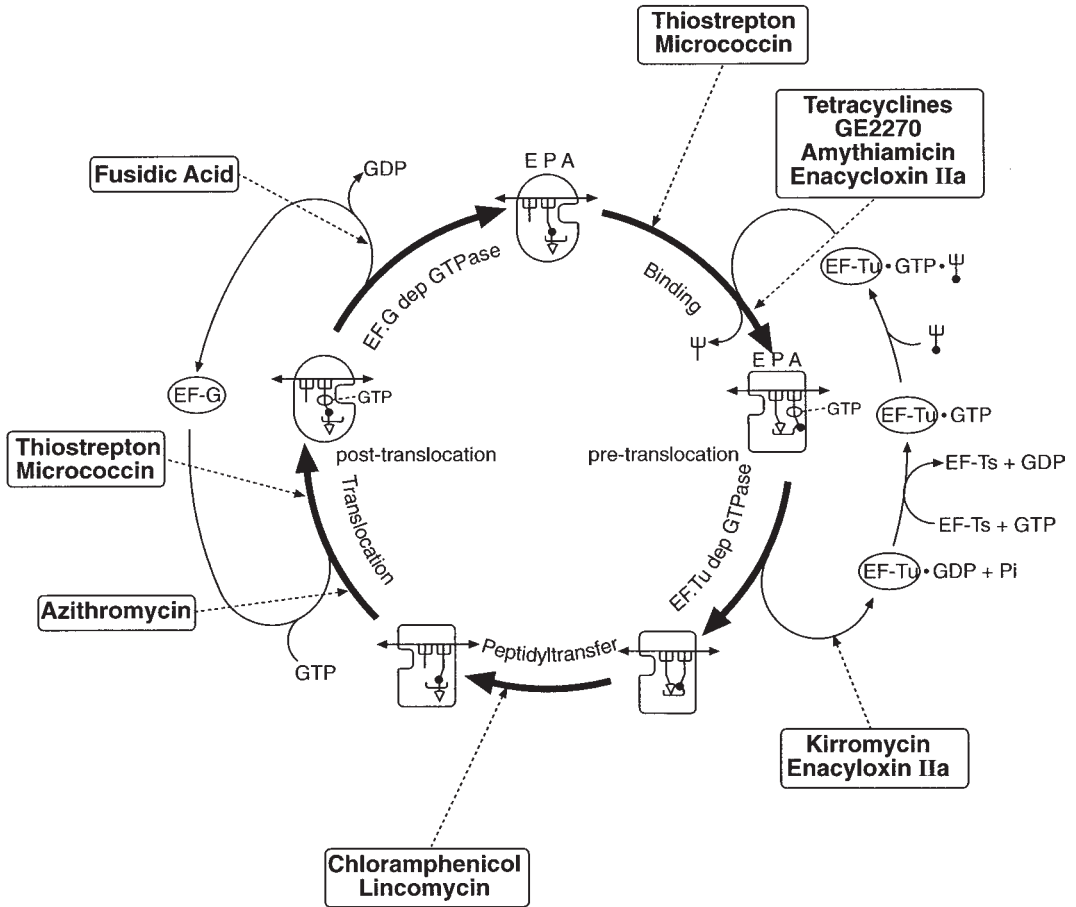 Thiostrepton
Micrococcin
Tetracyclines
GE2270
Amythiamicin
Enacycloxin IIa
Fusidic Acid
GDP
E P A
EF.G dep GTPase
Binding
EF-Tu•GTP•
E P A
GTP
EF-G
GTP
EF-Tu•GTP
Thiostrepton
Micrococcin
post-translocation
pre-translocation
EF-Ts + GDP
EF-Ts + GTP
Translocation
EF.Tu dep GTPase
EF-Tu•GDP + Pi
Azithromycin
GTP
Peptidyltransfer
Kirromycin
Enacyloxin IIa
Chloramphenicol
Lincomycin